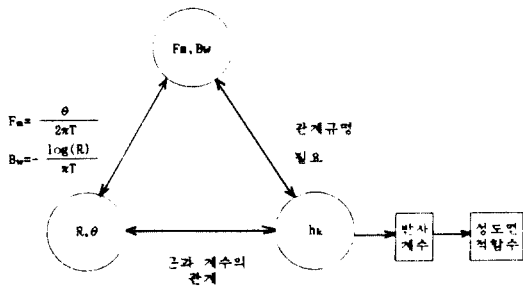 Fm,Bw
Fm= θ / 2πT
Bw=- log(R) / πT
관계규명
필요
R,θ
hk
반사
계수
성도면
적함수
근과 계수의
관계